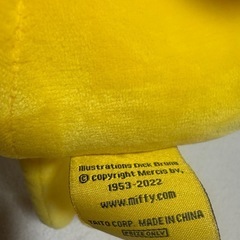 Illustrations Dick Bruna
© copyright Mercis bv,
1953-2022
www.miffy.com
TAITO CORP. MADE IN CHINA
PRIZE ONLY